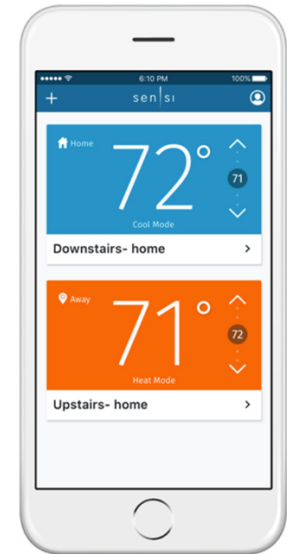 6:10 PM
100%
+
sensi
Home
72°
71
Cool Mode
Downstairs- home
>
Away
71°
72
Heat Mode
Upstairs- home
>